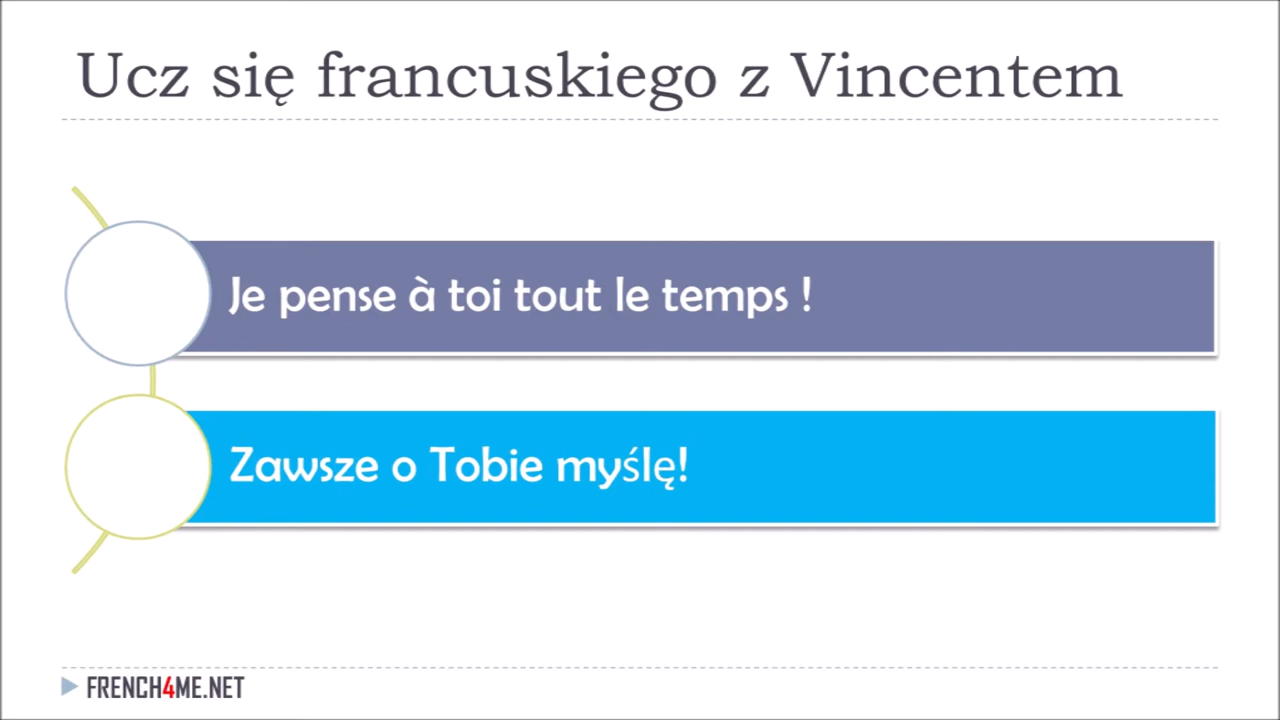 Ucz się francuskiego z Vincentem
Je pense à toi tout le temps !
Zawsze o Tobie myślę!
FRENCH4ME.NET